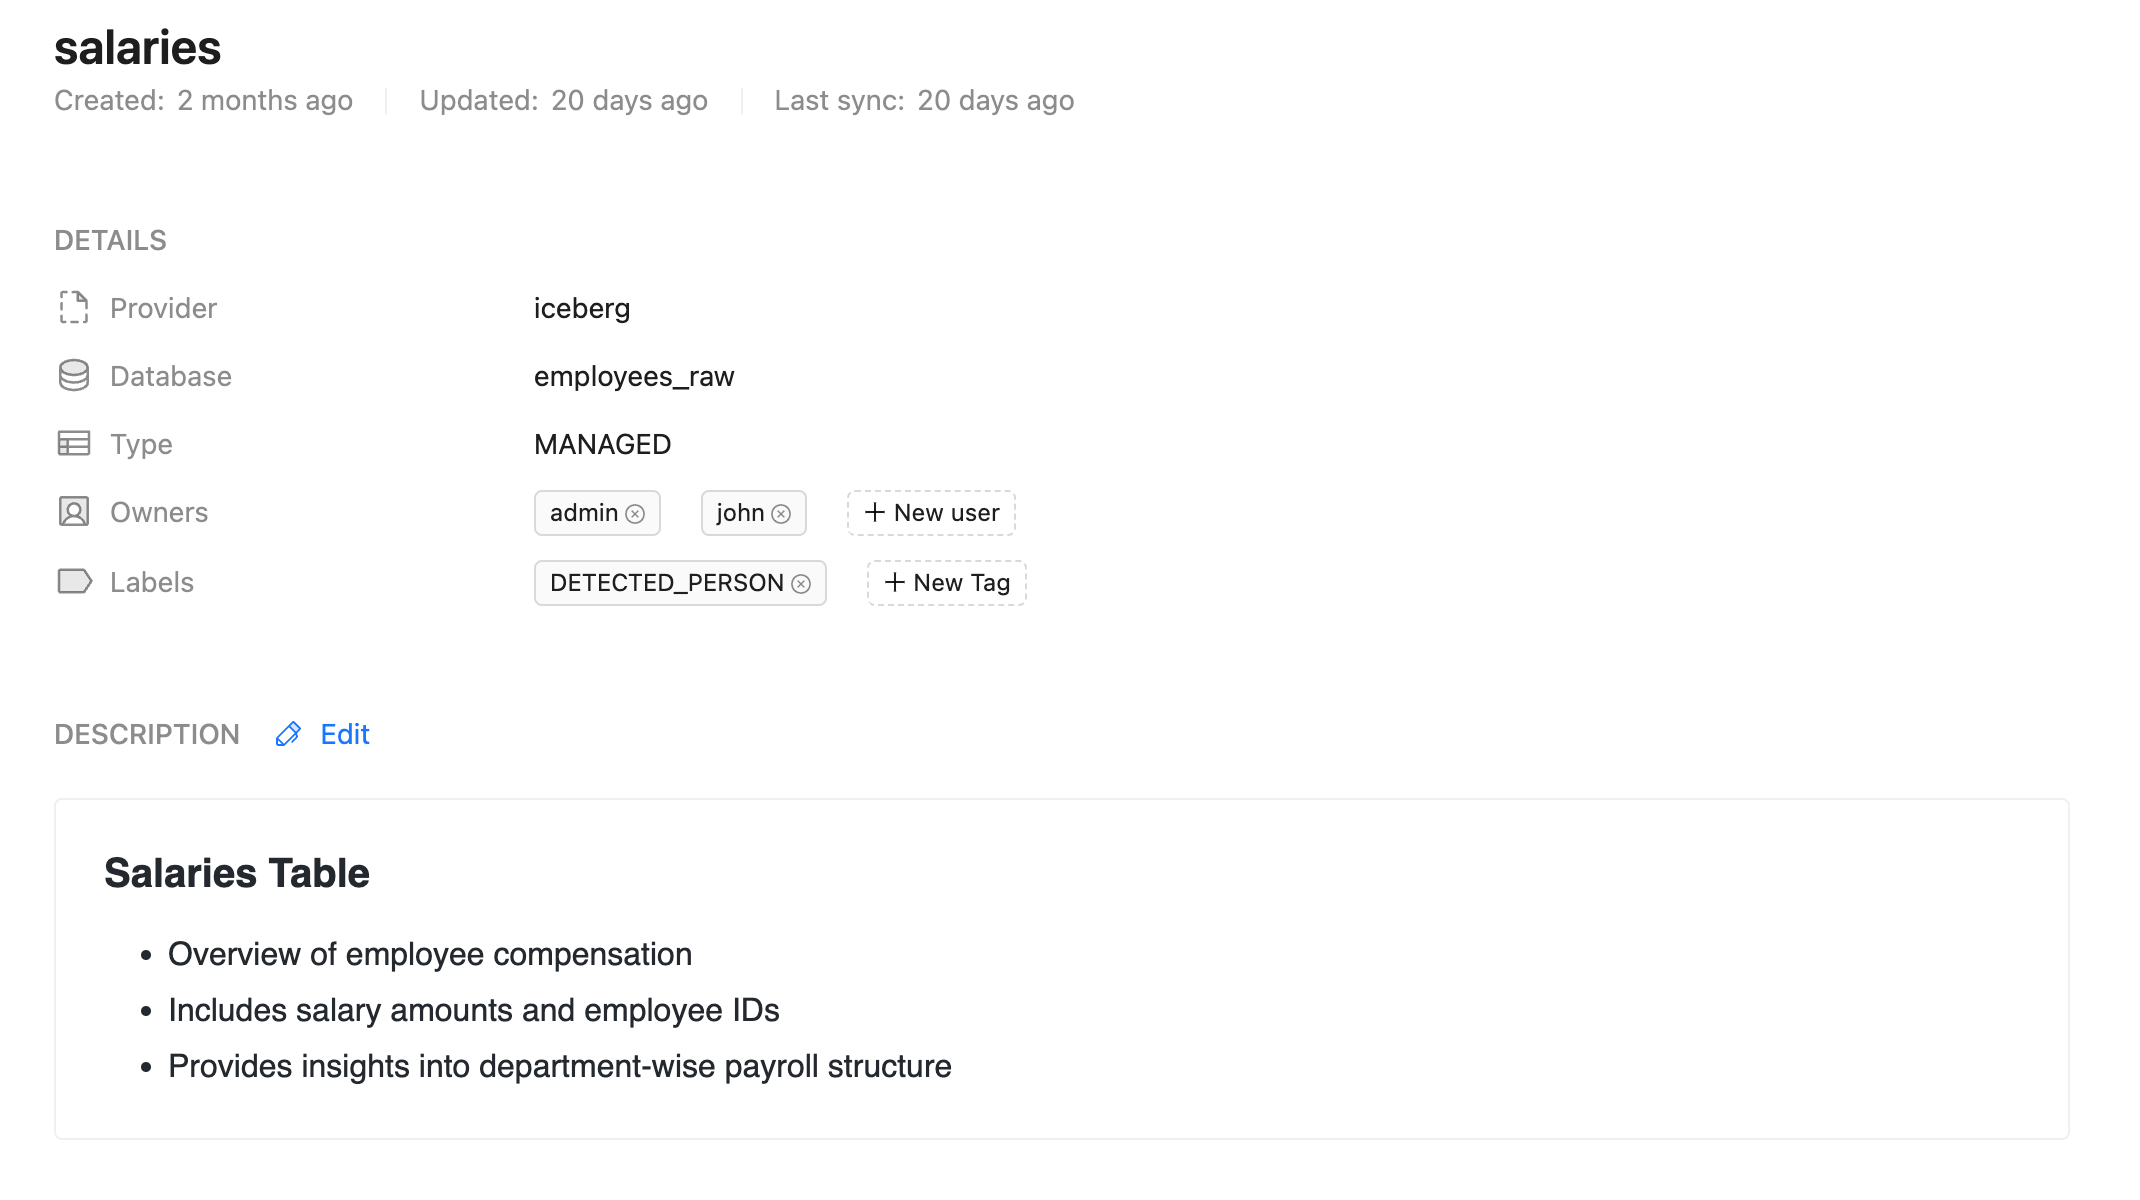 salaries
Created: 2 months ago Updated: 20 days ago Last sync: 20 days ago
DETAILS
Provider iceberg
Database employees_raw
Type MANAGED
Owners admin john + New user
Labels DETECTED_PERSON + New Tag
DESCRIPTION Edit
Salaries Table
• Overview of employee compensation
• Includes salary amounts and employee IDs
• Provides insights into department-wise payroll structure